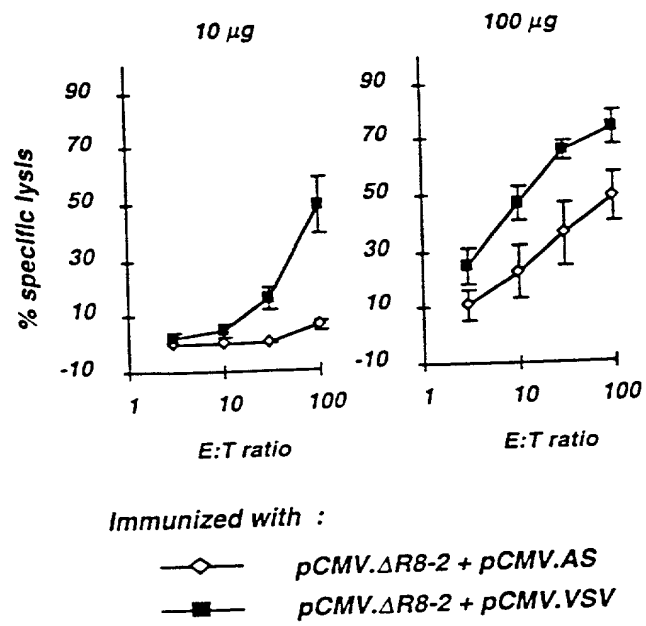 10 µg
100 µg
% specific lysis
90
70
50
30
10
-10
1
10
100
E:T ratio
90
70
50
30
10
-10
1
10
100
E:T ratio
Immunized with :
pCMV.ΔR8-2 + pCMV.AS
pCMV.ΔR8-2 + pCMV.VSV